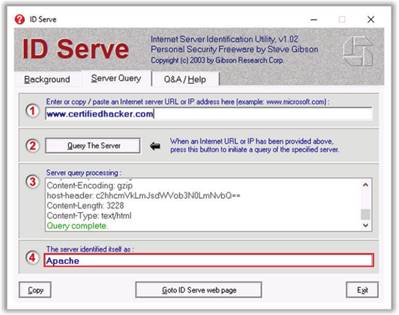 ID Serve
ID Serve
Internet Server Identification Utility, v1.02
Personal Security Freeware by Steve Gibson
Copyright (c) 2003 by Gibson Research Corp.
Background Server Query Q&A / Help
1 Enter or copy / paste an Internet server URL or IP address here (example: www.microsoft.com) :
www.certifiedhacker.com
2 Query The Server When an Internet URL or IP has been provided above,
press this button to initiate a query of the specified server.
3 Server query processing :
Content-Encoding: gzip
host-header: c2hhcmVkLmJsdWVob3N0LmNvbQ==
Content-Length: 3228
Content-Type: text/html
Query complete.
4 The server identified itself as :
Apache
Copy Goto ID Serve web page Exit